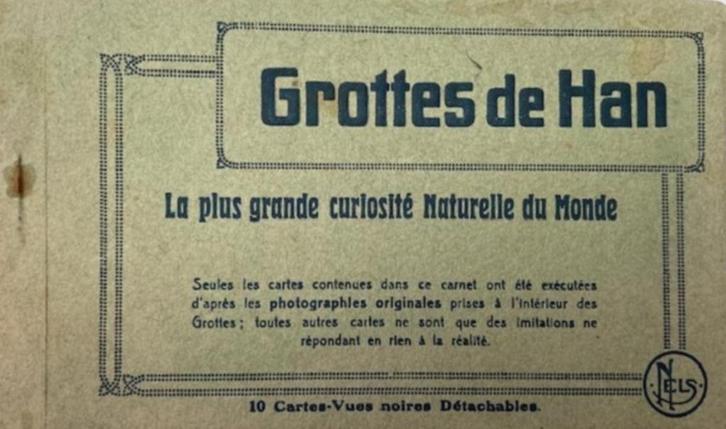 Grottes de Han
La plus grande curiosité Naturelle du Monde
Seules les cartes contenues dans ce carnet ont été exécutées
d'après les photographies originales prises à l'intérieur des
Grottes ; toutes autres cartes ne sont que des imitations ne
répondant en rien à la réalité.
NELS
10 Cartes-Vues noires Détachables.